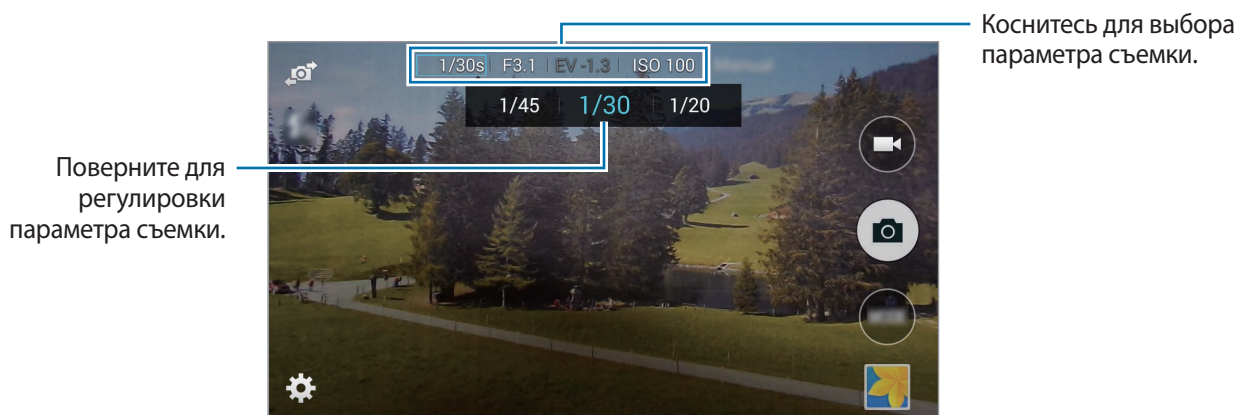 Коснитесь для выбора
параметра съемки.
1/30s F3.1 EV -1.3 ISO 100 Manual
1/45 1/30 1/20
Поверните для
регулировки
параметра съемки.